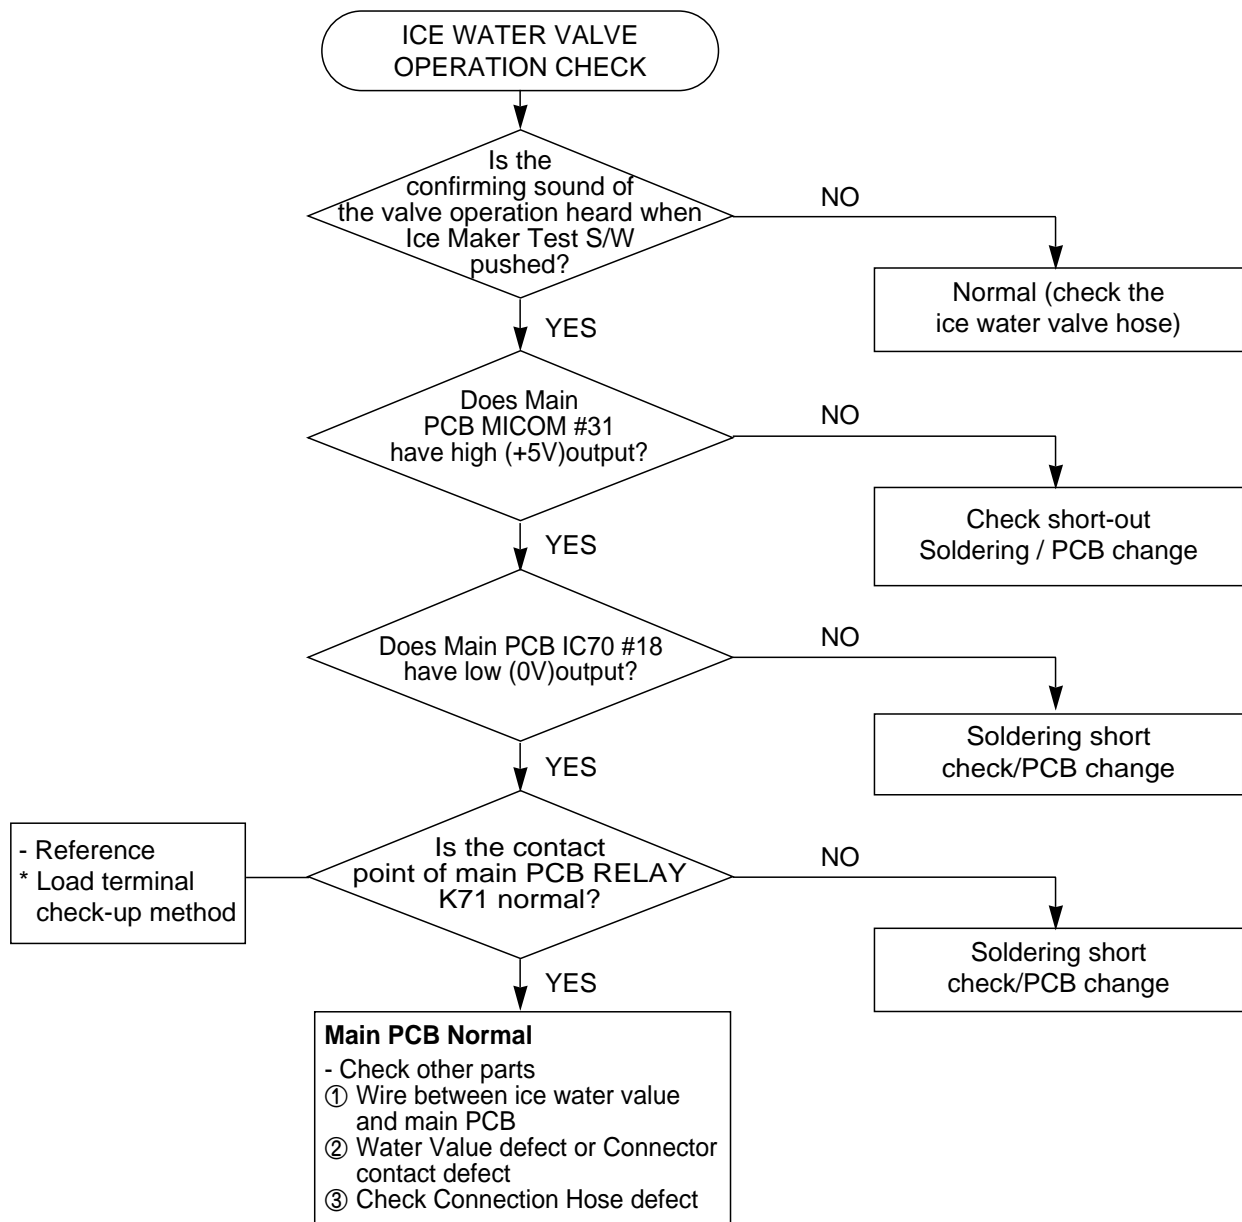 ICE WATER VALVE
OPERATION CHECK
Is the
confirming sound of
the valve operation heard when
Ice Maker Test S/W
pushed?
NO
Normal (check the
ice water valve hose)
YES
Does Main
PCB MICOM #31
have high (+5V)output?
NO
Check short-out
Soldering / PCB change
YES
Does Main PCB IC70 #18
have low (0V)output?
NO
Soldering short
check/PCB change
YES
- Reference
* Load terminal
check-up method
Is the contact
point of main PCB RELAY
K71 normal?
NO
Soldering short
check/PCB change
YES
Main PCB Normal
- Check other parts
① Wire between ice water value
and main PCB
② Water Value defect or Connector
contact defect
③ Check Connection Hose defect